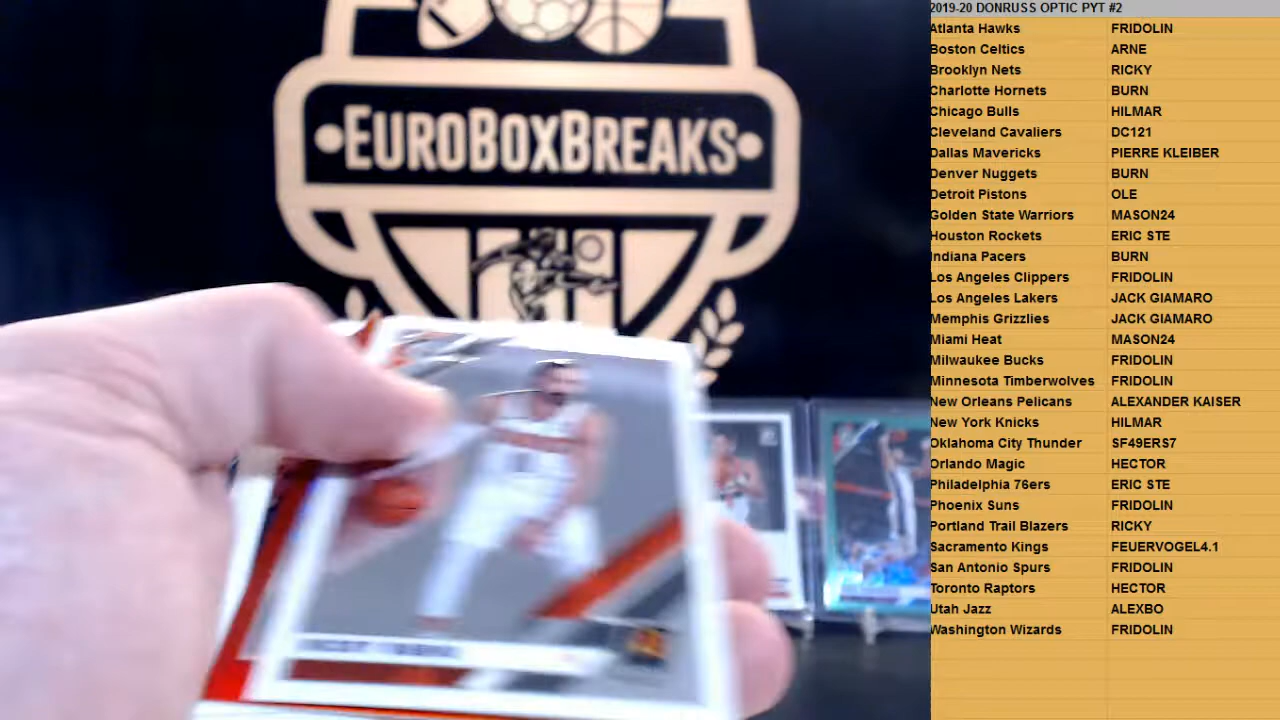 EUROBOXBREAKS
2019-20 DONRUSS OPTIC PYT #2
Atlanta Hawks FRIDOLIN
Boston Celtics ARNE
Brooklyn Nets RICKY
Charlotte Hornets BURN
Chicago Bulls HILMAR
Cleveland Cavaliers DC121
Dallas Mavericks PIERRE KLEIBER
Denver Nuggets BURN
Detroit Pistons OLE
Golden State Warriors MASON24
Houston Rockets ERIC STE
Indiana Pacers BURN
Los Angeles Clippers FRIDOLIN
Los Angeles Lakers JACK GIAMARO
Memphis Grizzlies JACK GIAMARO
Miami Heat MASON24
Milwaukee Bucks FRIDOLIN
Minnesota Timberwolves FRIDOLIN
New Orleans Pelicans ALEXANDER KAISER
New York Knicks HILMAR
Oklahoma City Thunder SF49ERS7
Orlando Magic HECTOR
Philadelphia 76ers ERIC STE
Phoenix Suns FRIDOLIN
Portland Trail Blazers RICKY
Sacramento Kings FEUERVOGEL4.1
San Antonio Spurs FRIDOLIN
Toronto Raptors HECTOR
Utah Jazz ALEXBO
Washington Wizards FRIDOLIN